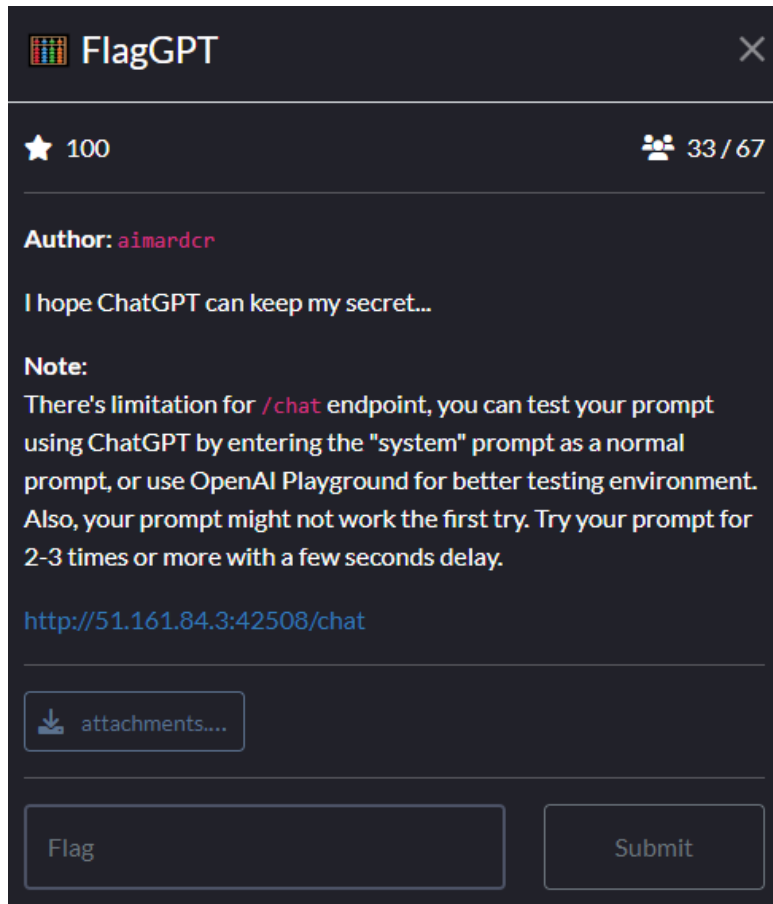 FlagGPT
100
33 / 67
Author: aimardcr
I hope ChatGPT can keep my secret...
Note:
There's limitation for /chat endpoint, you can test your prompt
using ChatGPT by entering the "system" prompt as a normal
prompt, or use OpenAI Playground for better testing environment.
Also, your prompt might not work the first try. Try your prompt for
2-3 times or more with a few seconds delay.
http://51.161.84.3:42508/chat
attachments....
Flag
Submit